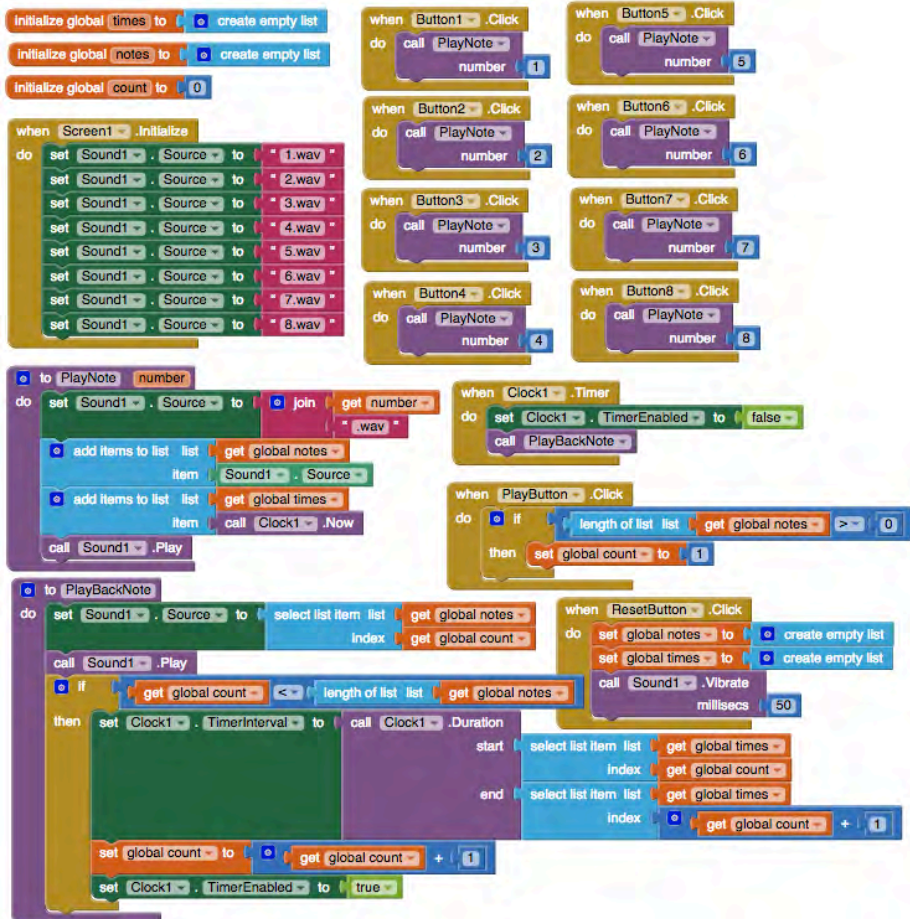 initialize global times to create empty list
initialize global notes to create empty list
initialize global count to 0
when Screen1 .Initialize
do set Sound1 . Source to " 1.wav "
set Sound1 . Source to " 2.wav "
set Sound1 . Source to " 3.wav "
set Sound1 . Source to " 4.wav "
set Sound1 . Source to " 5.wav "
set Sound1 . Source to " 6.wav "
set Sound1 . Source to " 7.wav "
set Sound1 . Source to " 8.wav "
when Button1 .Click
do call PlayNote
number 1
when Button2 .Click
do call PlayNote
number 2
when Button3 .Click
do call PlayNote
number 3
when Button4 .Click
do call PlayNote
number 4
when Button5 .Click
do call PlayNote
number 5
when Button6 .Click
do call PlayNote
number 6
when Button7 .Click
do call PlayNote
number 7
when Button8 .Click
do call PlayNote
number 8
to PlayNote number
do set Sound1 . Source to join get number
" .wav "
add items to list list get global notes
item Sound1 . Source
add items to list list get global times
item call Clock1 .Now
call Sound1 .Play
when Clock1 .Timer
do set Clock1 . TimerEnabled to false
call PlayBackNote
when PlayButton .Click
do if length of list list get global notes > 0
then set global count to 1
to PlayBackNote
do set Sound1 . Source to select list item list get global notes
index get global count
call Sound1 .Play
if get global count < length of list list get global notes
then set Clock1 . TimerInterval to call Clock1 .Duration
start select list item list get global times
index get global count
end select list item list get global times
index get global count + 1
set global count to get global count + 1
set Clock1 . TimerEnabled to true
when ResetButton .Click
do set global notes to create empty list
set global times to create empty list
call Sound1 .Vibrate
millisecs 50